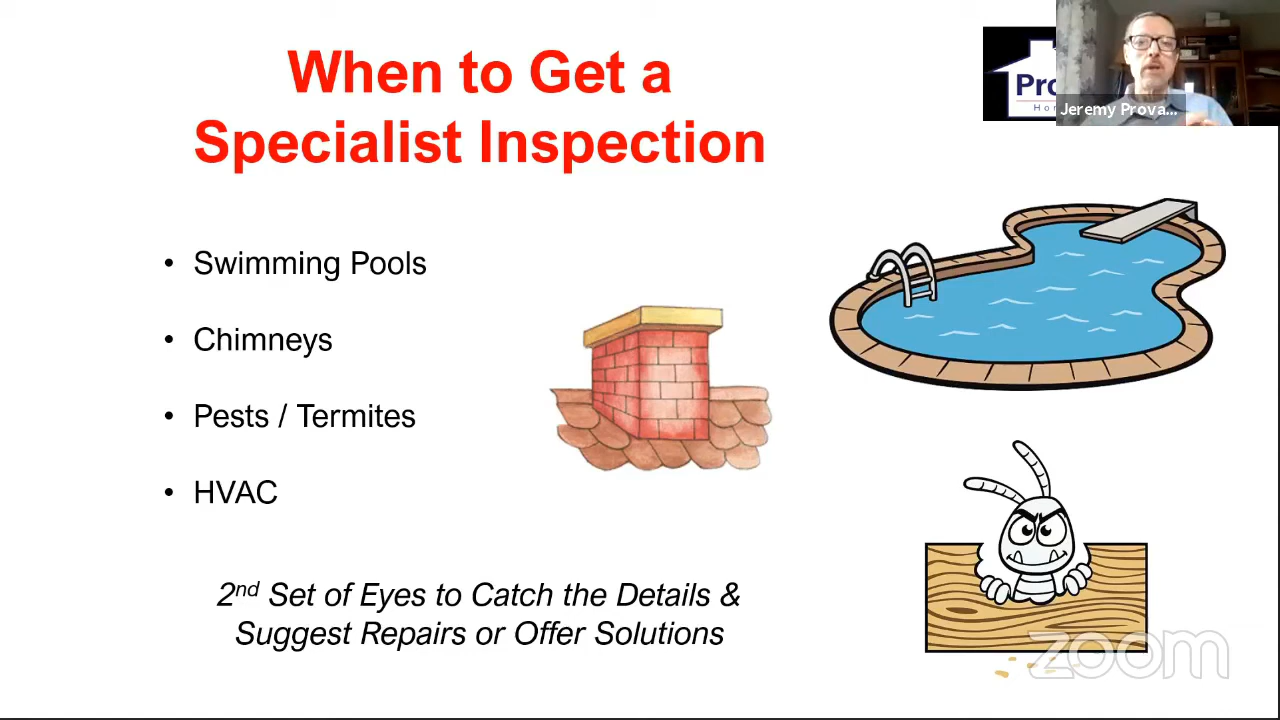 When to Get a
Specialist Inspection
Jeremy Prova...
• Swimming Pools
• Chimneys
• Pests / Termites
• HVAC
2nd Set of Eyes to Catch the Details &
Suggest Repairs or Offer Solutions
zoom